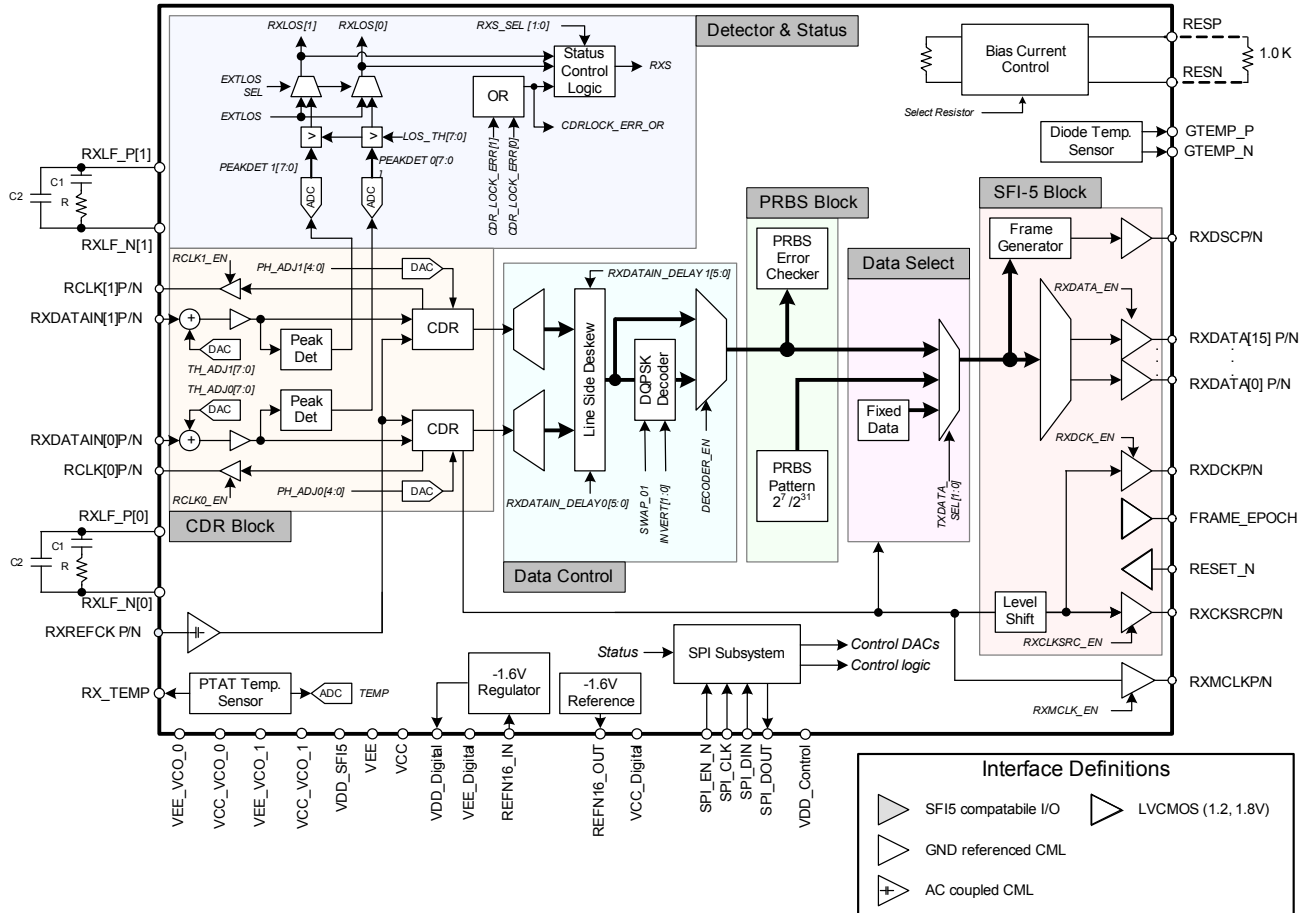 RXLOS[1]
RXLOS[0]
RXS_SEL [1:0]
Detector & Status
Status
Control
Logic
RXS
EXTLOS
SEL
EXTLOS
OR
CDRLOCK_ERR_OR
LOS_TH[7:0]
>
>
PEAKDET 1[7:0]
PEAKDET 0[7:0
]
ADC
ADC
CDR_LOCK_ERR[1]
CDR_LOCK_ERR[0]
Bias Current
Control
Select Resistor
RESP
1.0 K
RESN
Diode Temp.
Sensor
GTEMP_P
GTEMP_N
RXLF_P[1]
C1
C2
R
RXLF_N[1]
RCLK1_EN
PH_ADJ1[4:0]
DAC
RCLK[1]P/N
RXDATAIN[1]P/N
+
CDR
Peak
Det
DAC
TH_ADJ1[7:0]
TH_ADJ0[7:0]
DAC
Peak
Det
RXDATAIN[0]P/N
+
CDR
RCLK[0]P/N
RCLK0_EN
PH_ADJ0[4:0]
DAC
CDR Block
RXLF_P[0]
C1
C2
R
RXLF_N[0]
RXREFCK P/N
RXDATAIN_DELAY 1[5:0]
Line Side Deskew
DQPSK
Decoder
RXDATAIN_DELAY0[5:0]
SWAP_01
INVERT[1:0]
DECODER_EN
Data Control
PRBS Block
PRBS
Error
Checker
PRBS
Pattern
2^7 /2^31
Data Select
Fixed
Data
TXDATA_
SEL[1:0]
SFI-5 Block
Frame
Generator
RXDSCP/N
RXDATA_EN
RXDATA[15] P/N
RXDATA[0] P/N
RXDCK_EN
RXDCKP/N
FRAME_EPOCH
RESET_N
Level
Shift
RXCKSRCP/N
RXCLKSRC_EN
RXMCLKP/N
RXMCLK_EN
RX_TEMP
PTAT Temp.
Sensor
ADC
TEMP
-1.6V
Regulator
-1.6V
Reference
Status
SPI Subsystem
Control DACs
Control logic
VEE_VCO_0
VCC_VCO_0
VEE_VCO_1
VCC_VCO_1
VDD_SFI5
VEE
VCC
VDD_Digital
VEE_Digital
REFN16_IN
REFN16_OUT
VCC_Digital
SPI_EN_N
SPI_CLK
SPI_DIN
SPI_DOUT
VDD_Control
Interface Definitions
SFI5 compatabile I/O
LVCMOS (1.2, 1.8V)
GND referenced CML
AC coupled CML